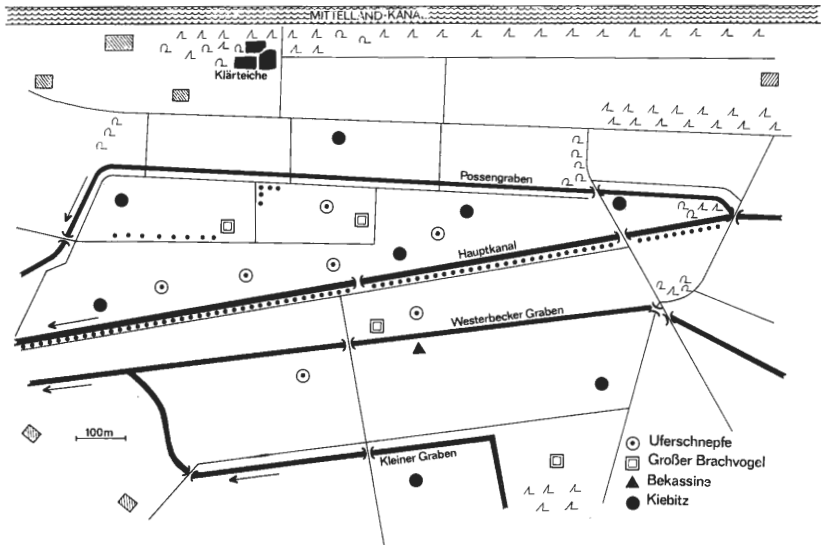 MITTELLAND-KANAL
Klärteiche
Possengraben
Hauptkanal
Westerbecker Graben
100m
Kleiner Graben
Uferschnepfe
Großer Brachvogel
Bekassine
Kiebitz